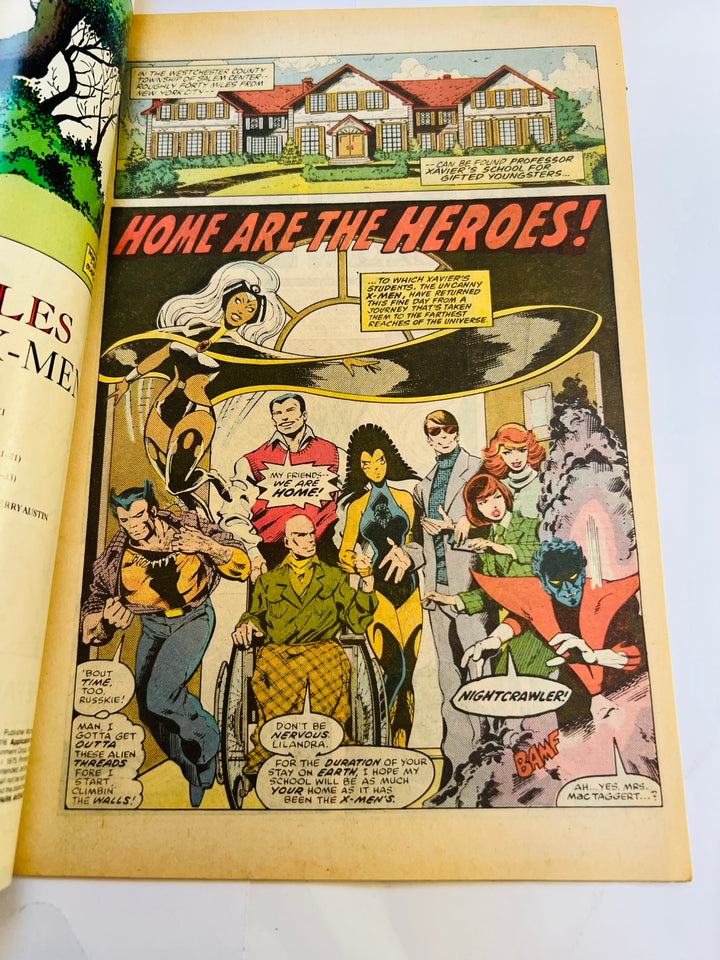 IN THE WESTCHESTER COUNTY
TOWNSHIP OF SALEM CENTER--
ROUGHLY FORTY MILES FROM
NEW YORK CITY--
--CAN BE FOUND PROFESSOR
XAVIER'S SCHOOL FOR
GIFTED YOUNGSTERS...
HOME ARE THE HEROES!
...TO WHICH XAVIER'S
STUDENTS, THE UNCANNY
X-MEN, HAVE RETURNED
THIS FINE DAY FROM A
JOURNEY THAT'S TAKEN
THEM TO THE FARTHEST
REACHES OF THE UNIVERSE.
MY FRIENDS--
WE ARE
HOME!
'BOUT
TIME,
TOO,
RUSSKIE!
MAN, I
GOTTA GET
OUTTA
THESE ALIEN
THREADS
'FORE I
START
CLIMBIN'
THE WALLS!
DON'T BE
NERVOUS,
LILANDRA.
FOR THE DURATION OF YOUR
STAY ON EARTH, I HOPE MY
SCHOOL WILL BE AS MUCH
YOUR HOME AS IT HAS
BEEN THE X-MEN'S.
NIGHTCRAWLER!
BAMF
AH...YES, MRS.
MacTAGGERT...?
LES
X-MEN
ERRY AUSTIN